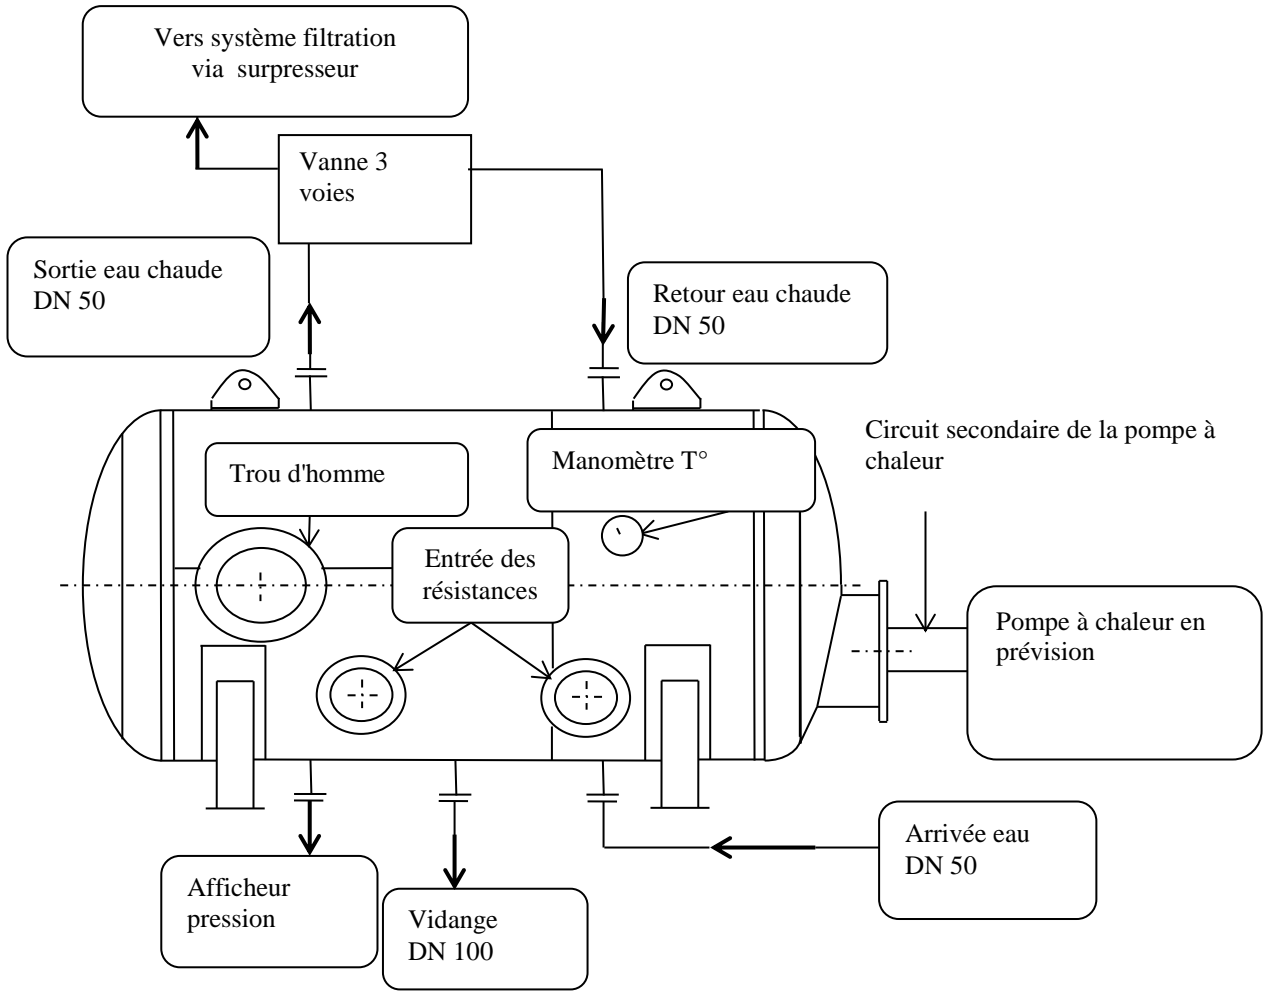 Vers système filtration
via surpresseur
Vanne 3
voies
Sortie eau chaude
DN 50
Retour eau chaude
DN 50
Circuit secondaire de la pompe à
chaleur
Trou d'homme
Manomètre T°
Entrée des
résistances
Pompe à chaleur en
prévision
Arrivée eau
DN 50
Afficheur
pression
Vidange
DN 100